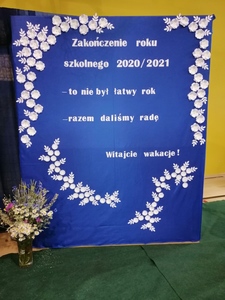 Zakończenie roku
szkolnego 2020/2021
– to nie był łatwy rok
– razem daliśmy radę
Witajcie wakacje!